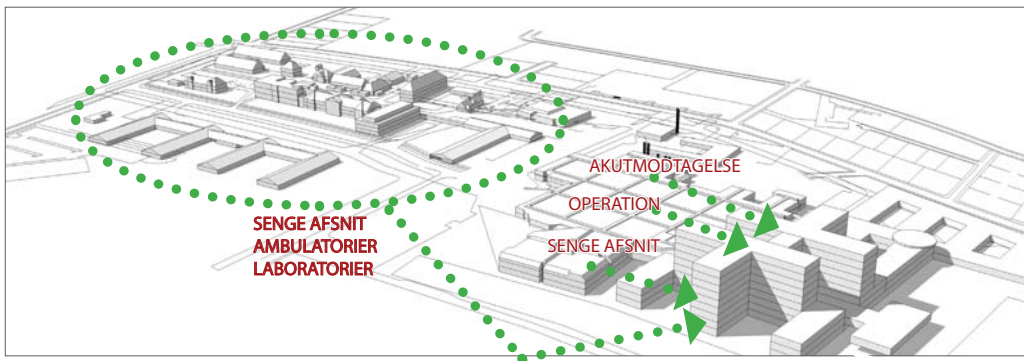 AKUTMODTAGELSE
OPERATION
SENGE AFSNIT
SENGE AFSNIT
AMBULATORIER
LABORATORIER